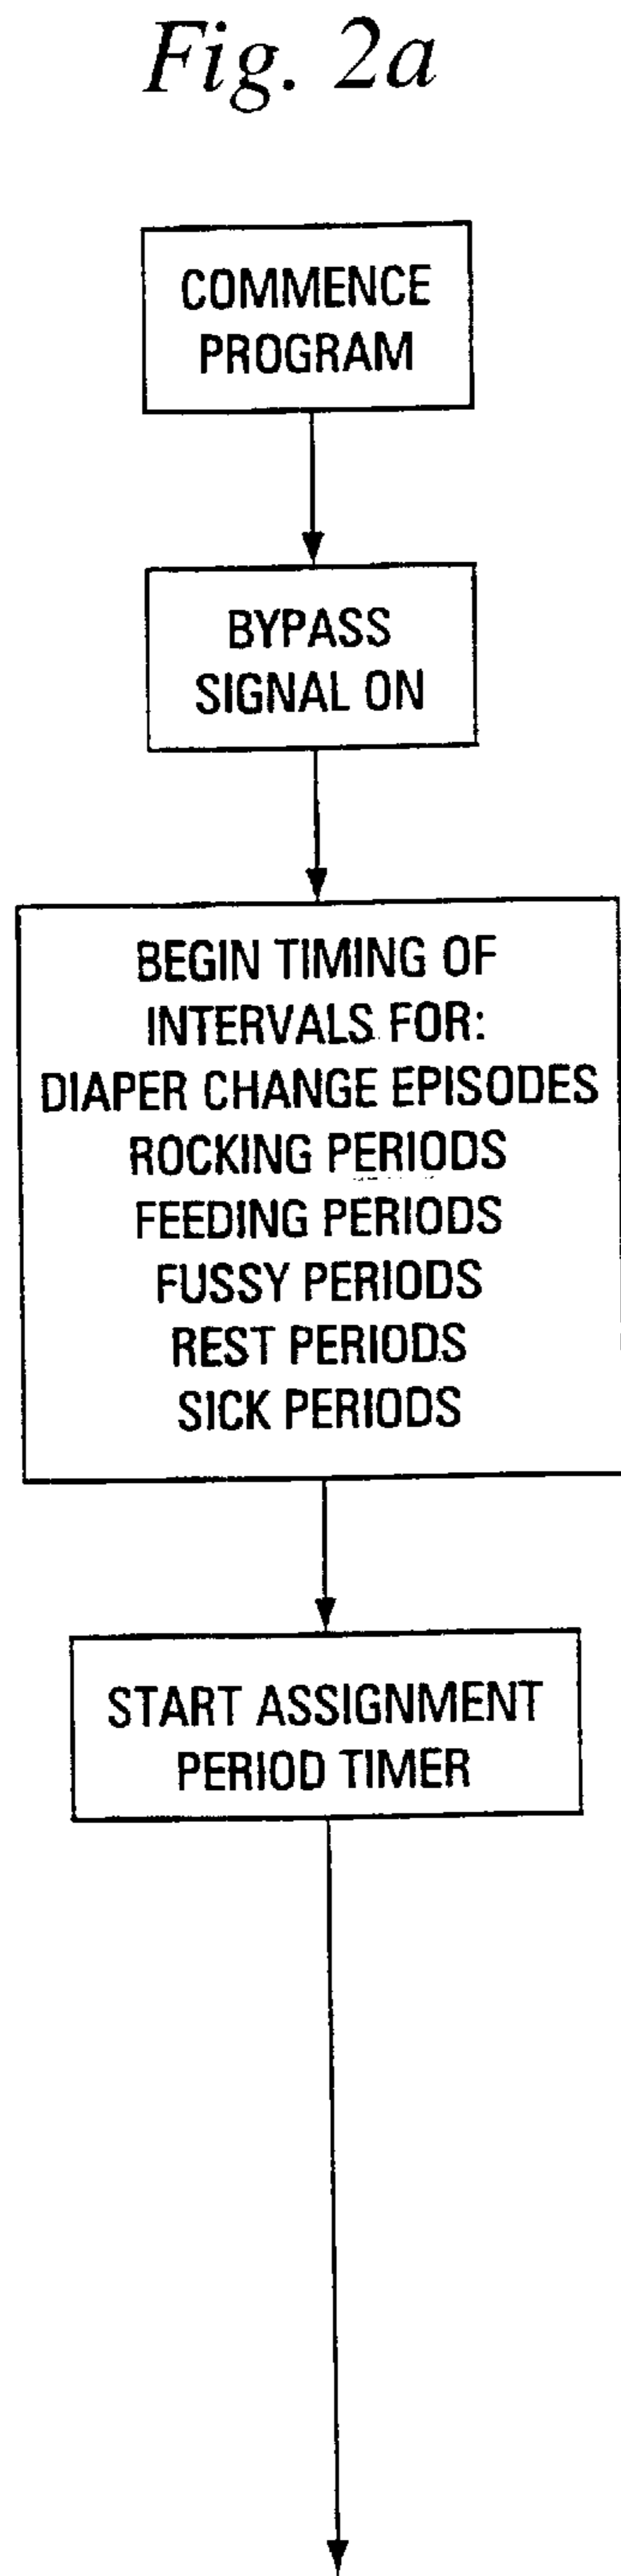 Fig. 2a
COMMENCE
PROGRAM
BYPASS
SIGNAL ON
BEGIN TIMING OF
INTERVALS FOR:
DIAPER CHANGE EPISODES
ROCKING PERIODS
FEEDING PERIODS
FUSSY PERIODS
REST PERIODS
SICK PERIODS
START ASSIGNMENT
PERIOD TIMER